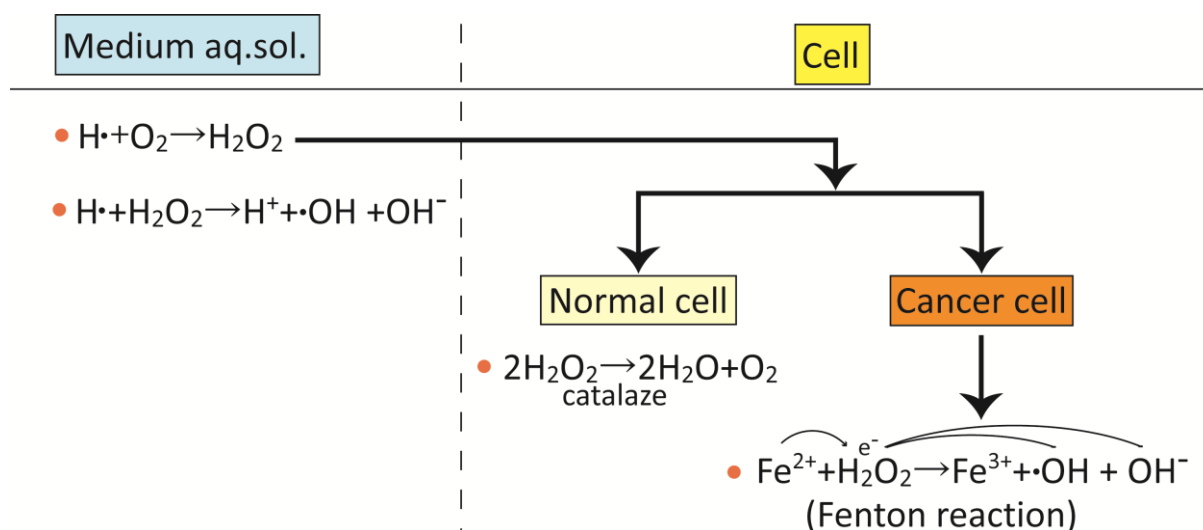 Medium aq.sol.
Cell
• H·+O₂→H₂O₂
• H·+H₂O₂→H⁺+·OH +OH⁻
Normal cell
Cancer cell
• 2H₂O₂→2H₂O+O₂
catalaze
e⁻
• Fe²⁺+H₂O₂→Fe³⁺+·OH + OH⁻
(Fenton reaction)